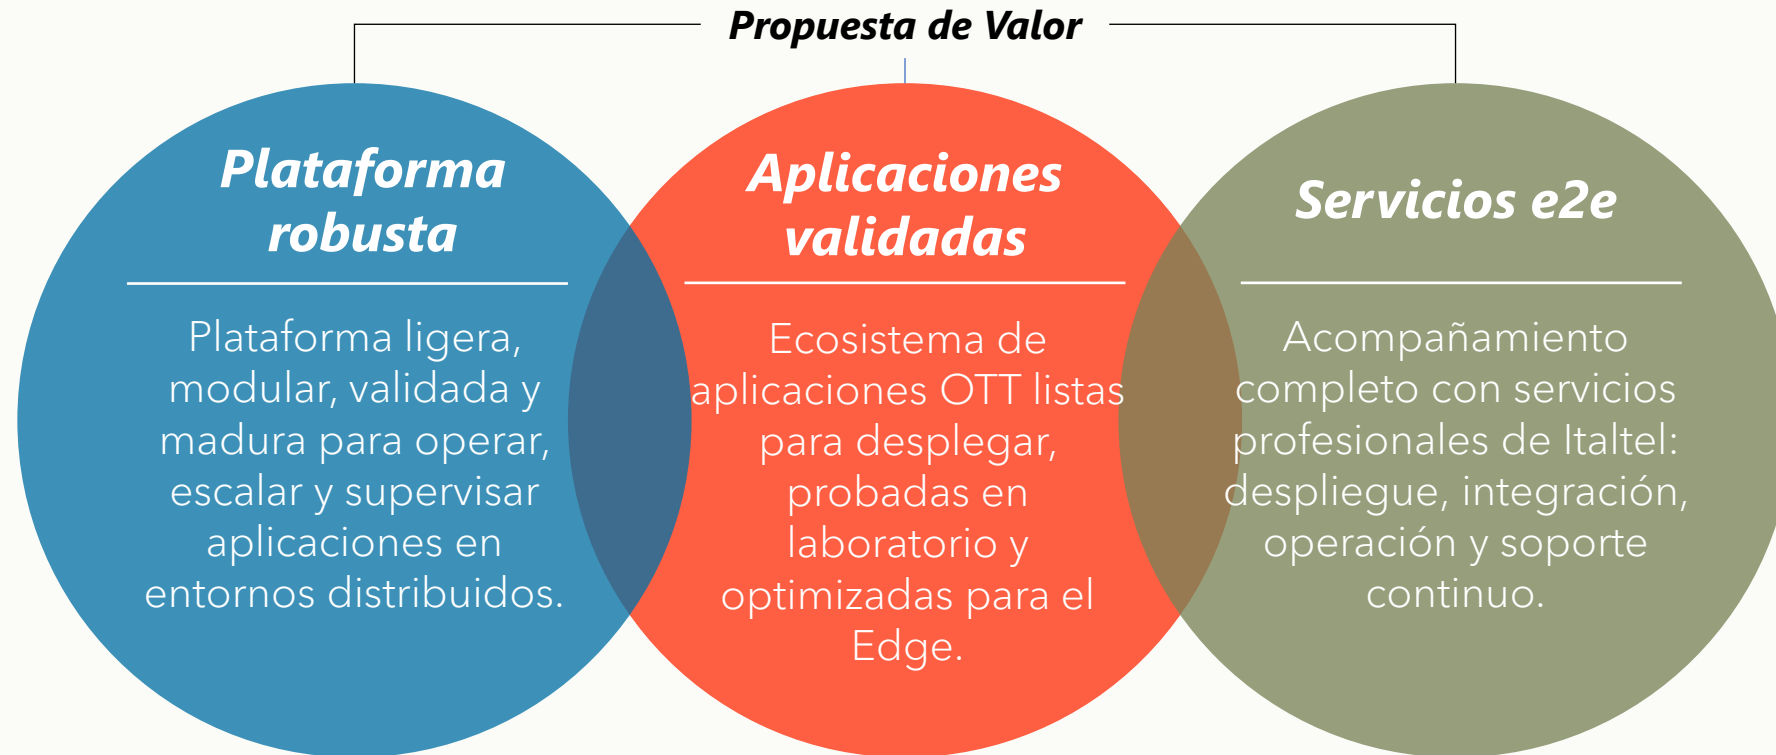 Propuesta de Valor
Plataforma
robusta
Plataforma ligera,
modular, validada y
madura para operar,
escalar y supervisar
aplicaciones en
entornos distribuidos.
Aplicaciones
validadas
Ecosistema de
aplicaciones OTT listas
para desplegar,
probadas en
laboratorio y
optimizadas para el
Edge.
Servicios e2e
Acompañamiento
completo con servicios
profesionales de Italtel:
despliegue, integración,
operación y soporte
continuo.